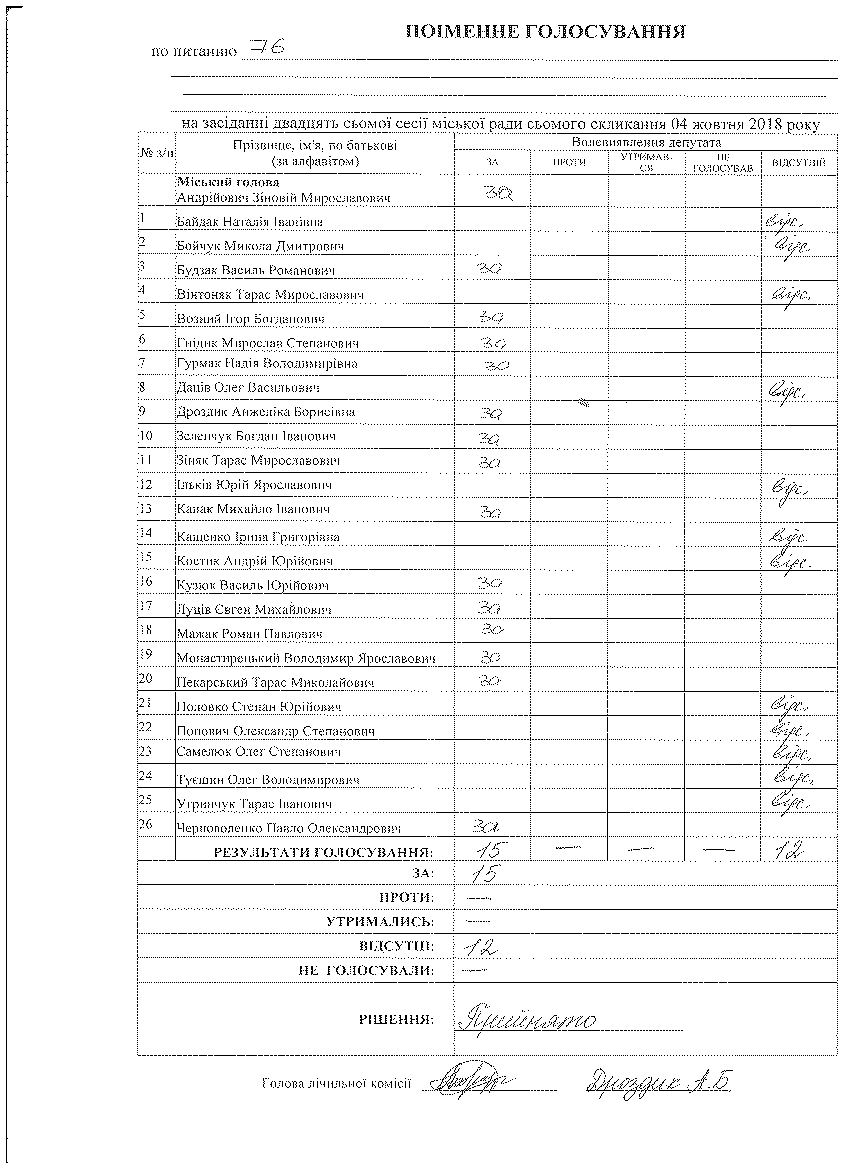 ПОІМЕННЕ ГОЛОСУВАННЯ
по питанню 76
на засіданні двадцять сьомої сесії міської ради сьомого скликання 04 жовтня 2018 року
№ з/п Прізвище, ім'я, по батькові (за алфавітом) Волевиявлення депутата
ЗА ПРОТИ УТРИМАВ-СЯ НЕ ГОЛОСУВАВ ВІДСУТНІЙ
Міський голова
Андрійович Зіновій Мирославович за
1 Байдак Наталія Іванівна відс.
2 Бойчук Микола Дмитрович відс.
3 Будзак Василь Романович за
4 Вінтоняк Тарас Мирославович відс.
5 Возний Ігор Богданович за
6 Гнідик Мирослав Степанович за
7 Гурмак Надія Володимирівна за
8 Даців Олег Васильович відс.
9 Дроздик Анжеліка Борисівна за
10 Зеленчук Богдан Іванович за
11 Зіняк Тарас Мирославович за
12 Ільків Юрій Ярославович відс.
13 Канак Михайло Іванович за
14 Кащенко Ірина Григорівна відс.
15 Костик Андрій Юрійович відс.
16 Кузюк Василь Юрійович за
17 Луців Євген Михайлович за
18 Мажак Роман Павлович за
19 Монастирецький Володимир Ярославович за
20 Пекарський Тарас Миколайович за
21 Поповко Степан Юрійович відс.
22 Попович Олександр Степанович відс.
23 Самелюк Олег Степанович відс.
24 Туєшин Олег Володимирович відс.
25 Угринчук Тарас Іванович відс.
26 Черноволенко Павло Олександрович за
РЕЗУЛЬТАТИ ГОЛОСУВАННЯ: 15 — — — 12
ЗА: 15
ПРОТИ: —
УТРИМАЛИСЬ: —
ВІДСУТНІ: 12
НЕ ГОЛОСУВАЛИ: —
РІШЕННЯ: Прийнято
Голова лічильної комісії Дроздик А.Б